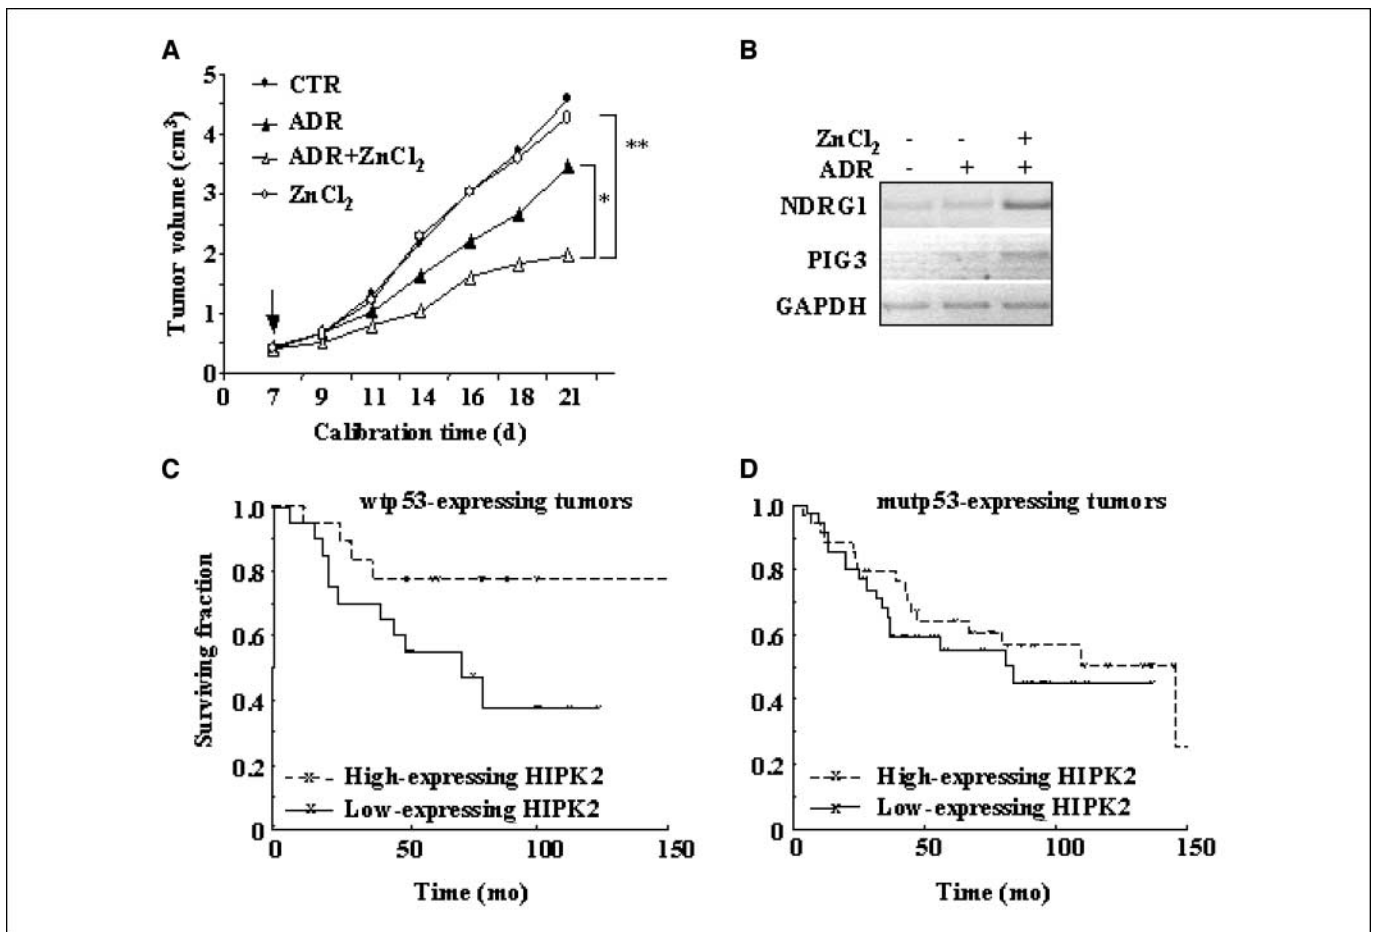 A
5
4
3
2
1
0
Tumor volume (cm³)
CTR
ADR
ADR+ZnCl₂
ZnCl₂
**
*
0 7 9 11 14 16 18 21
Calibration time (d)
B
ZnCl₂ - - +
ADR - + +
NDRG1
PIG3
GAPDH
C
wtp53-expressing tumors
1.0
0.8
0.6
0.4
0.2
0
Surviving fraction
High-expressing HIPK2
Low-expressing HIPK2
0 50 100 150
Time (mo)
D
mutp53-expressing tumors
1.0
0.8
0.6
0.4
0.2
0
High-expressing HIPK2
Low-expressing HIPK2
0 50 100 150
Time (mo)